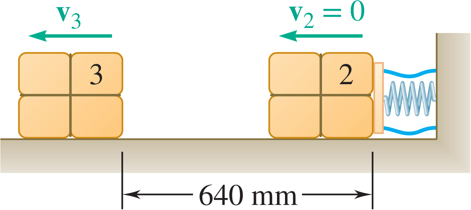 v₃ v₂ = 0
3 2
640 mm